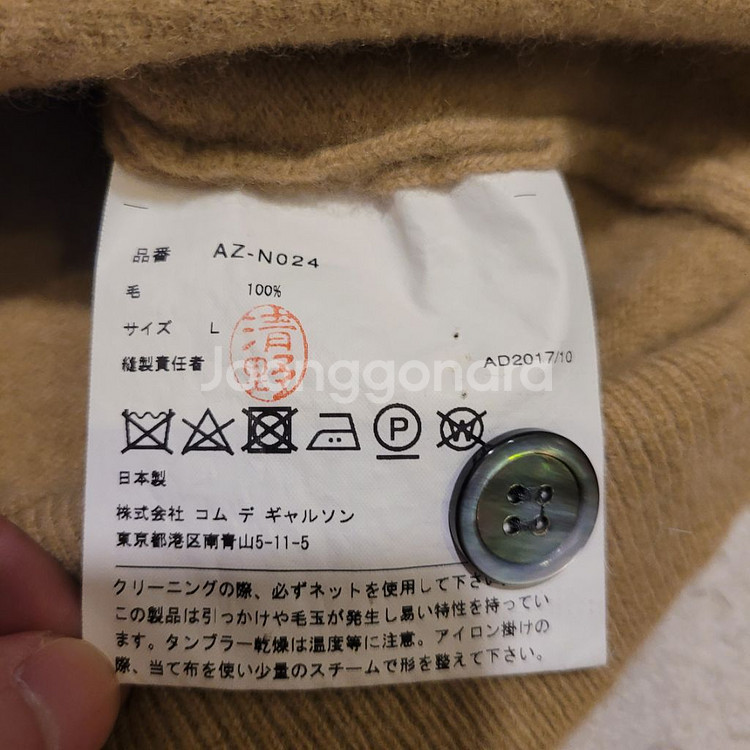 品番 AZ-N024
毛 100%
サイズ L
清野
縫製責任者 AD2017/10
Joonggonara
P
W
日本製
株式会社 コム デ ギャルソン
東京都港区南青山5-11-5
クリーニングの際、必ずネットを使用して下さい。
この製品は引っかけや毛玉が発生し易い特性を持ってい
ます。タンブラー乾燥は温度等に注意。アイロン掛けの
際、当て布を使い少量のスチームで形を整えて下さい。